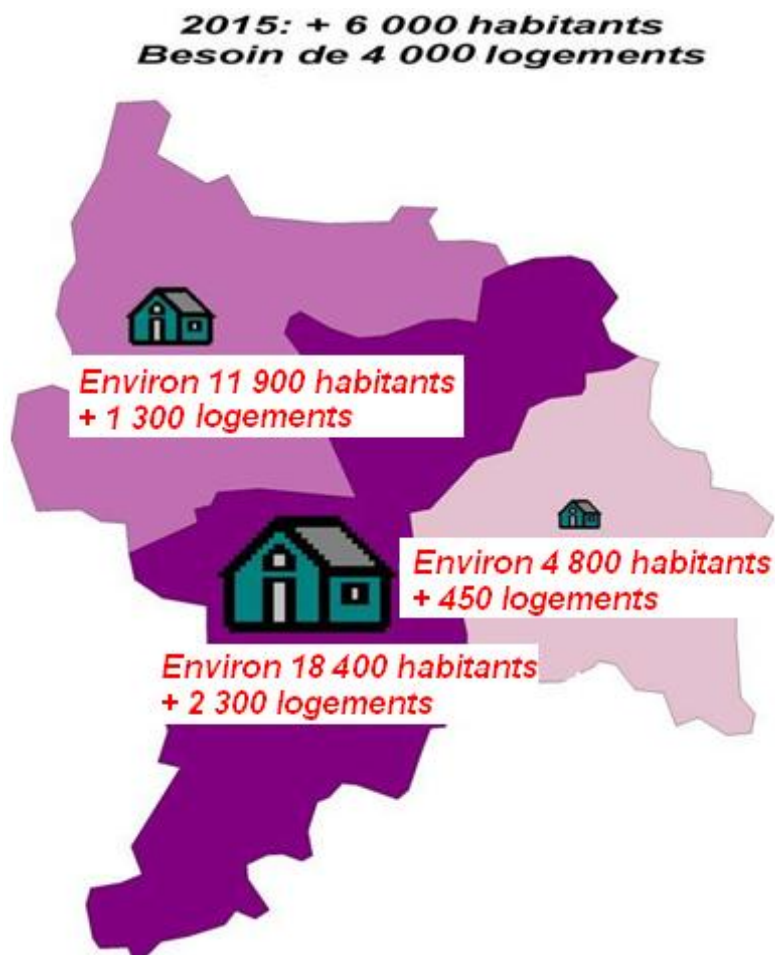 2015: + 6 000 habitants
Besoin de 4 000 logements
Environ 11 900 habitants
+ 1 300 logements
Environ 4 800 habitants
+ 450 logements
Environ 18 400 habitants
+ 2 300 logements